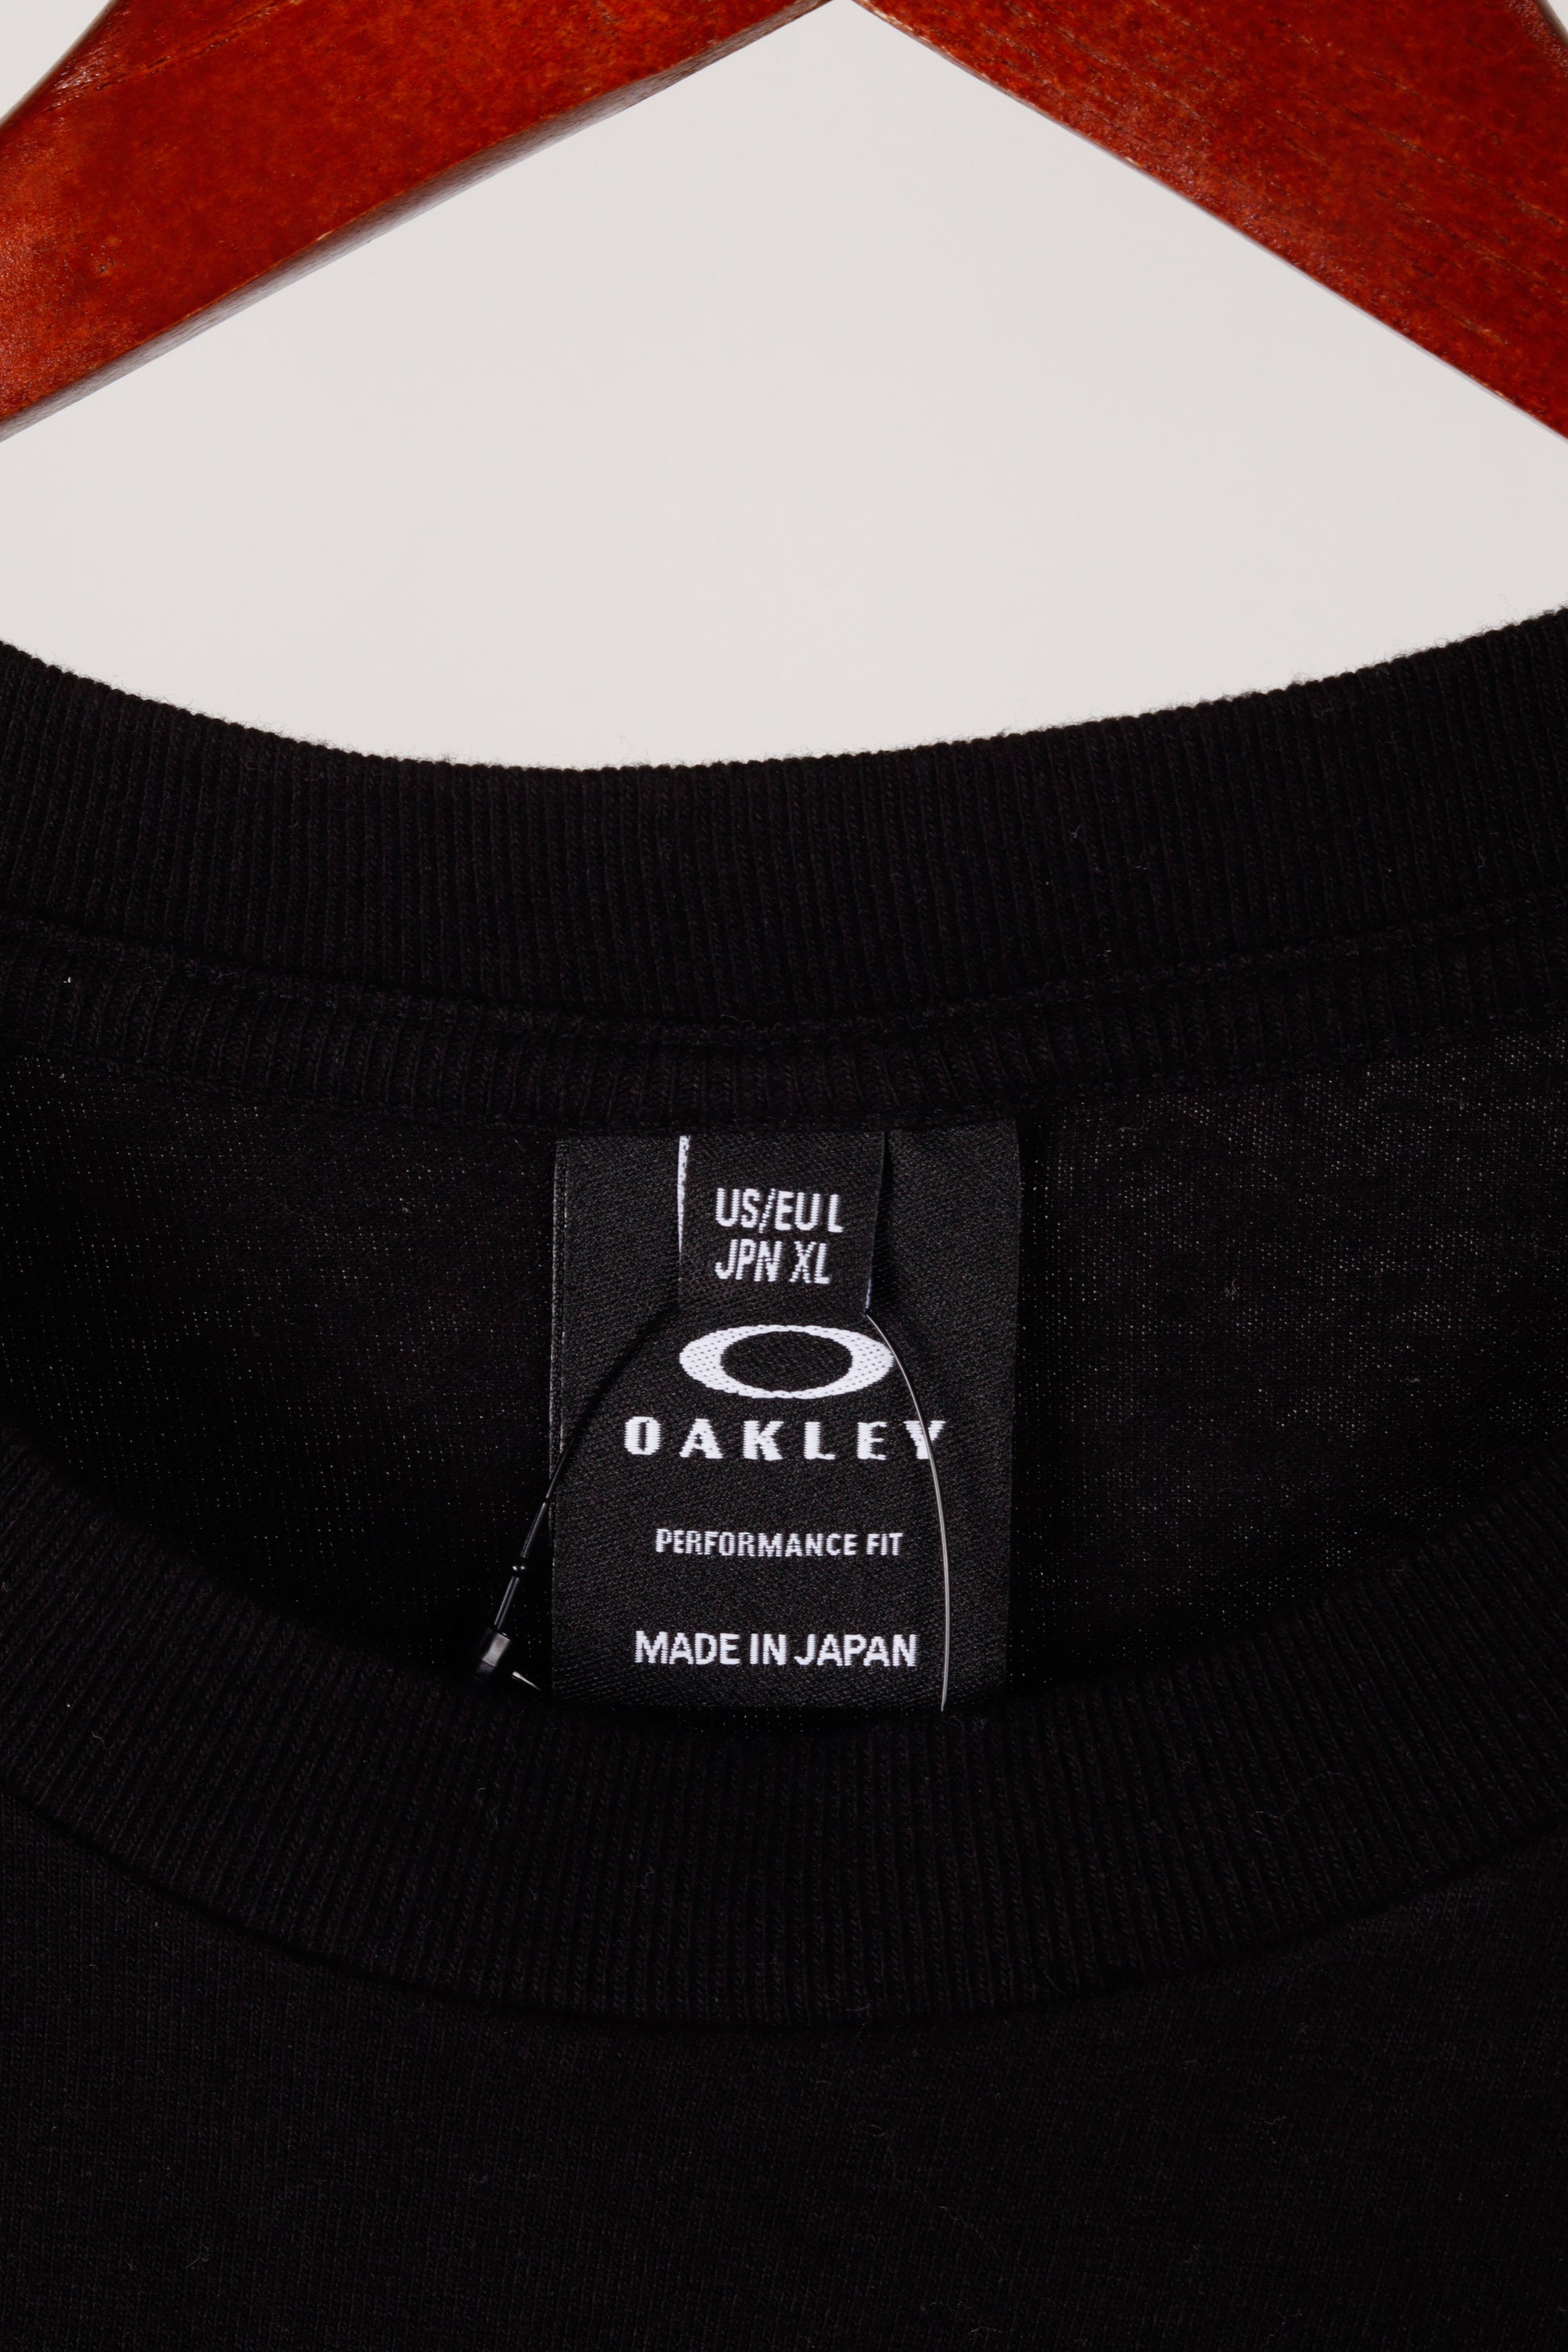 US/EU L
JPN XL
OAKLEY
PERFORMANCE FIT
MADE IN JAPAN